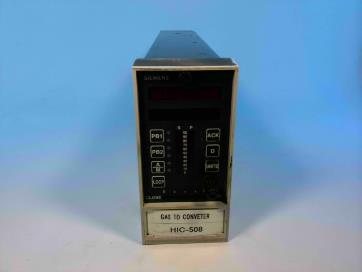 SIEMENS
S P
PB1
ACK
PB2
D
A
M
LOOP
GAS TO CONVETER
HIC-508